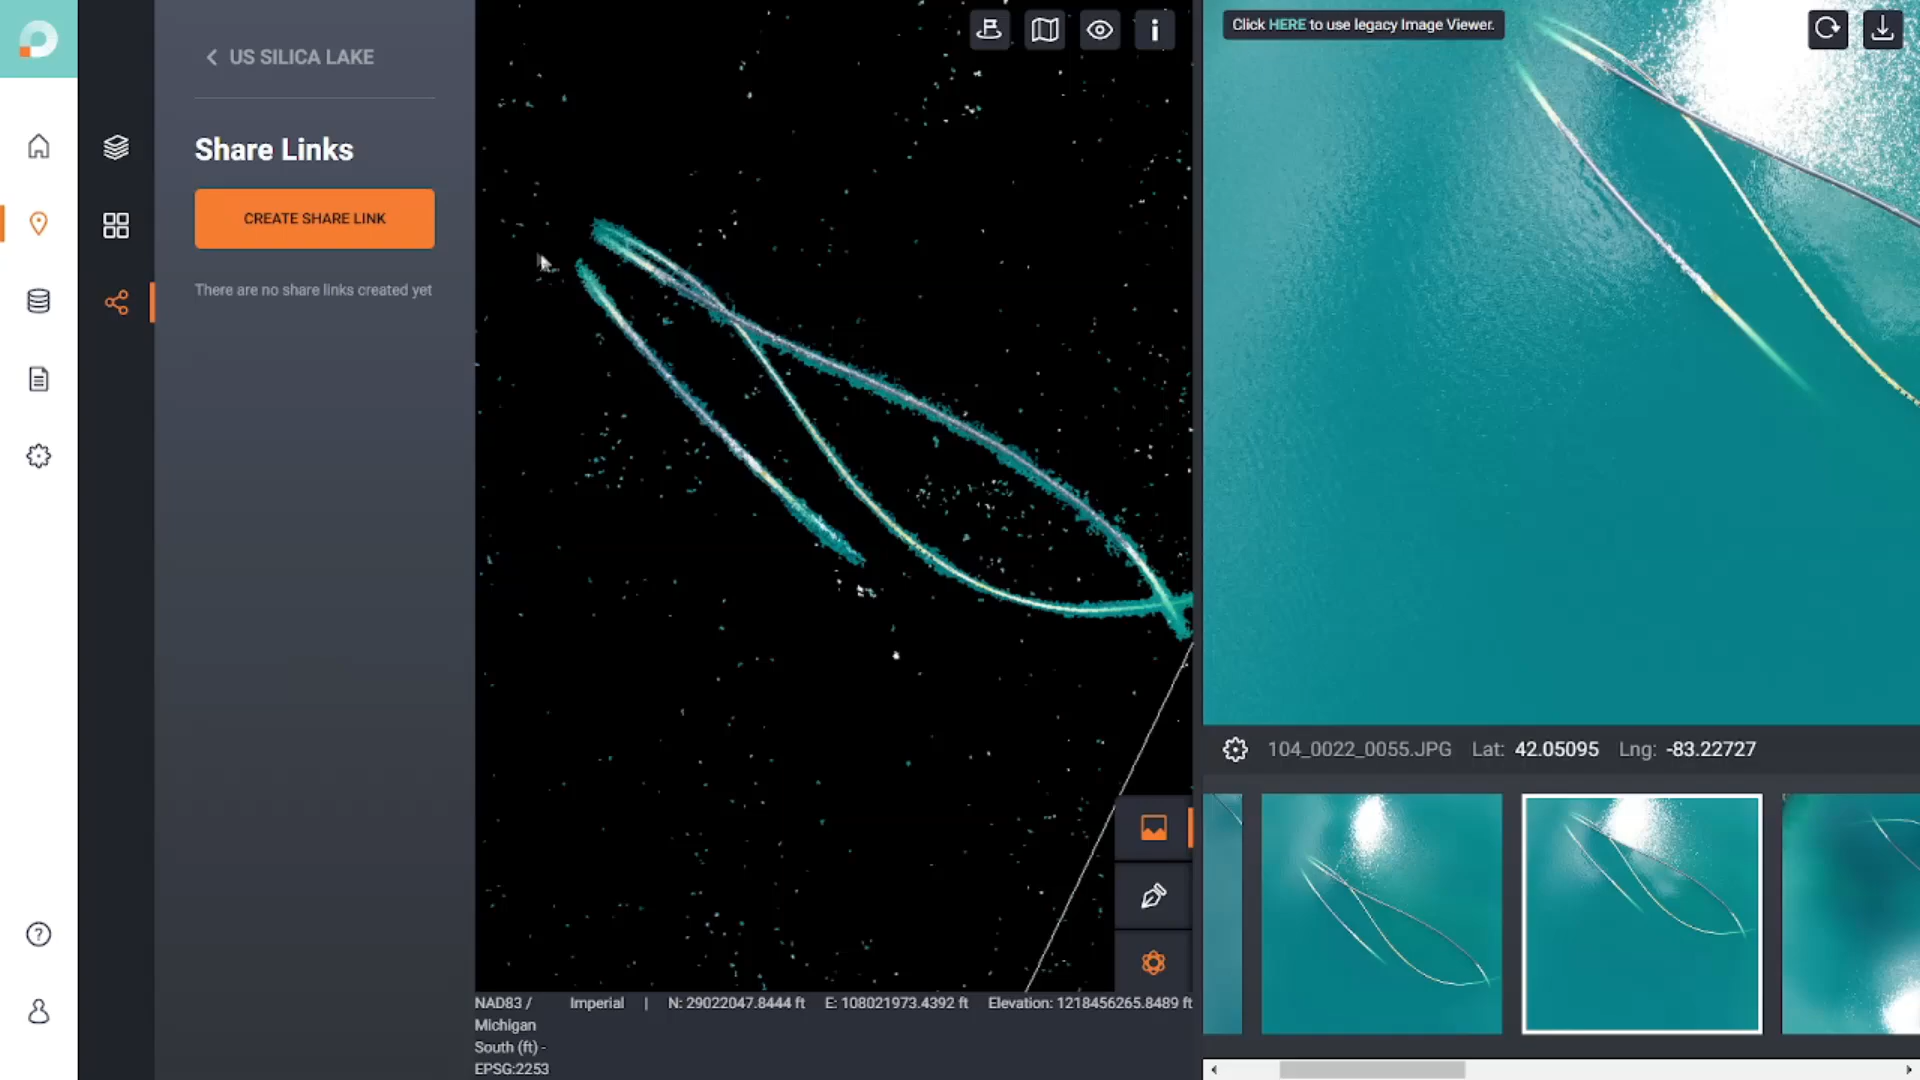 US SILICA LAKE
Share Links
CREATE SHARE LINK
There are no share links created yet
Click HERE to use legacy Image Viewer.
104_0022_0055.JPG Lat: 42.05095 Lng: -83.22727
NAD83 / Imperial | N: 29022047.8444 ft E: 108021973.4392 ft Elevation: 1218456265.8489 ft
Michigan
South (ft) -
EPSG:2253